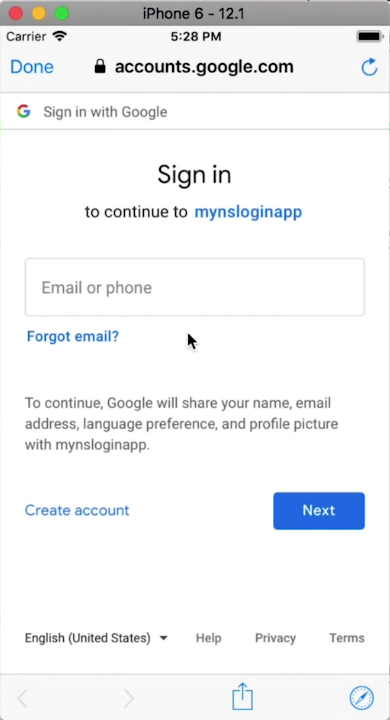 iPhone 6 - 12.1
Carrier 5:28 PM
Done accounts.google.com
Sign in with Google
Sign in
to continue to mynsloginapp
Email or phone
Forgot email?
To continue, Google will share your name, email
address, language preference, and profile picture
with mynsloginapp.
Create account Next
English (United States) Help Privacy Terms